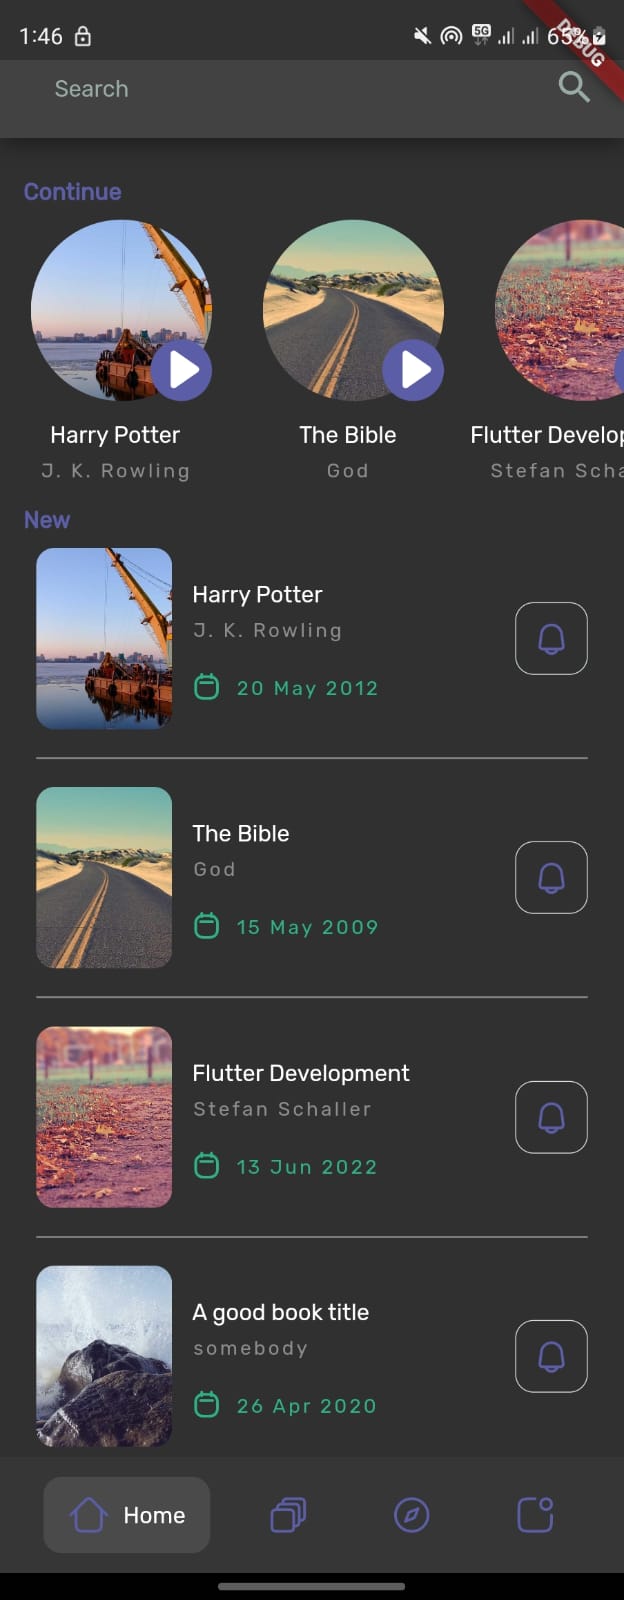 1:46
5G
65%
DEBUG
Search
Continue
Harry Potter
J. K. Rowling
The Bible
God
Flutter Develop
Stefan Scha
New
Harry Potter
J. K. Rowling
20 May 2012
The Bible
God
15 May 2009
Flutter Development
Stefan Schaller
13 Jun 2022
A good book title
somebody
26 Apr 2020
Home